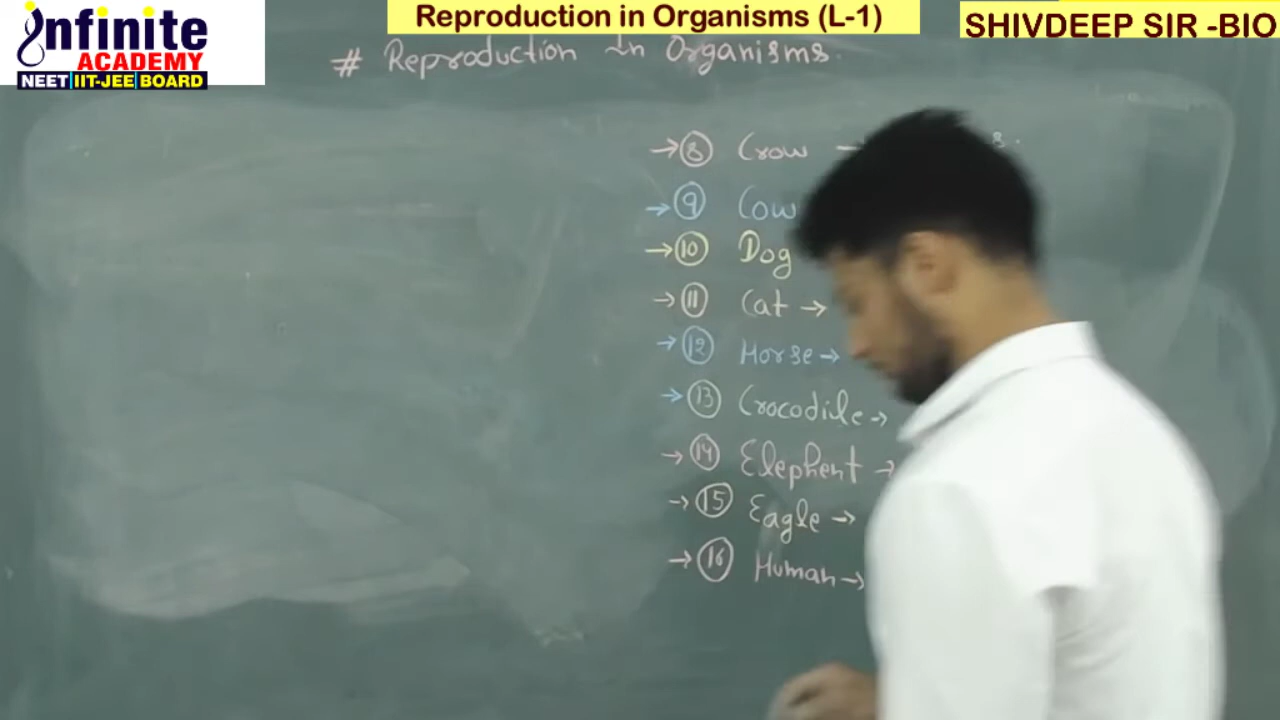 infinite
ACADEMY
NEET IIT-JEE BOARD
Reproduction in Organisms (L-1)
SHIVDEEP SIR -BIO
# Reproduction in Organisms.
→ 8 Crow →
→ 9 Cow
→ 10 Dog
→ 11 Cat →
→ 12 Horse →
→ 13 Crocodile →
→ 14 Elephent →
→ 15 Eagle →
→ 16 Human →